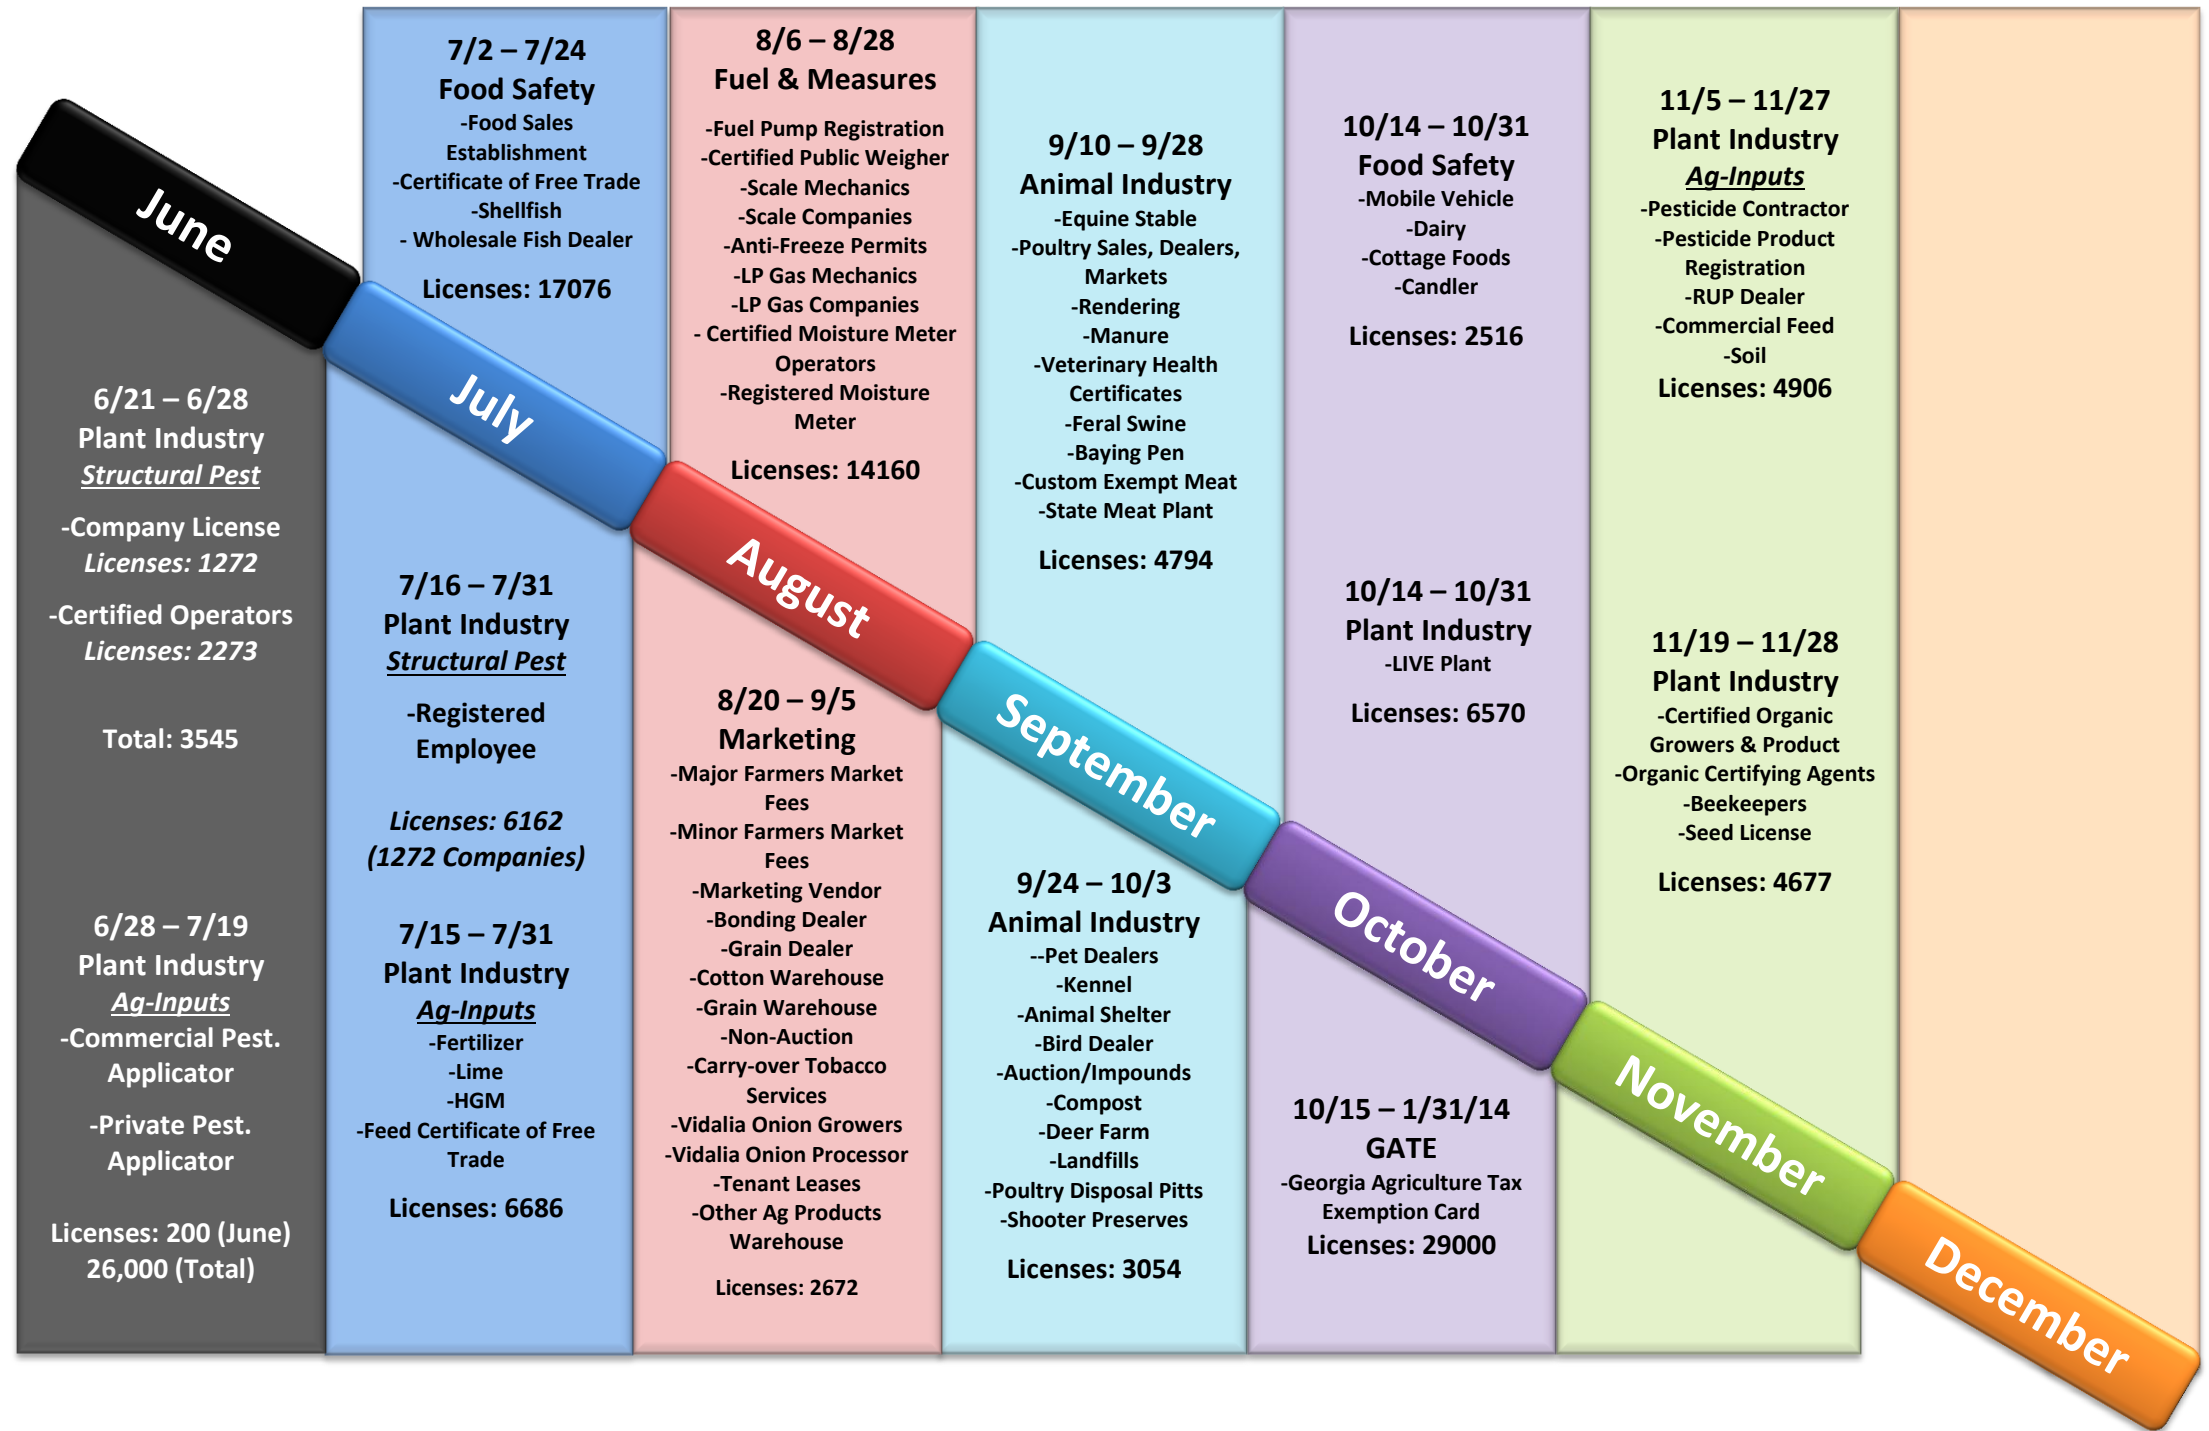 June
6/21 – 6/28
Plant Industry
Structural Pest
-Company License
Licenses: 1272
-Certified Operators
Licenses: 2273
Total: 3545
6/28 – 7/19
Plant Industry
Ag-Inputs
-Commercial Pest.
Applicator
-Private Pest.
Applicator
Licenses: 200 (June)
26,000 (Total)
7/2 – 7/24
Food Safety
-Food Sales
Establishment
-Certificate of Free Trade
-Shellfish
- Wholesale Fish Dealer
Licenses: 17076
July
7/16 – 7/31
Plant Industry
Structural Pest
-Registered
Employee
Licenses: 6162
(1272 Companies)
7/15 – 7/31
Plant Industry
Ag-Inputs
-Fertilizer
-Lime
-HGM
-Feed Certificate of Free
Trade
Licenses: 6686
8/6 – 8/28
Fuel & Measures
-Fuel Pump Registration
-Certified Public Weigher
-Scale Mechanics
-Scale Companies
-Anti-Freeze Permits
-LP Gas Mechanics
-LP Gas Companies
- Certified Moisture Meter
Operators
-Registered Moisture
Meter
Licenses: 14160
August
8/20 – 9/5
Marketing
-Major Farmers Market
Fees
-Minor Farmers Market
Fees
-Marketing Vendor
-Bonding Dealer
-Grain Dealer
-Cotton Warehouse
-Grain Warehouse
-Non-Auction
-Carry-over Tobacco
Services
-Vidalia Onion Growers
-Vidalia Onion Processor
-Tenant Leases
-Other Ag Products
Warehouse
Licenses: 2672
9/10 – 9/28
Animal Industry
-Equine Stable
-Poultry Sales, Dealers,
Markets
-Rendering
-Manure
-Veterinary Health
Certificates
-Feral Swine
-Baying Pen
-Custom Exempt Meat
-State Meat Plant
Licenses: 4794
September
9/24 – 10/3
Animal Industry
--Pet Dealers
-Kennel
-Animal Shelter
-Bird Dealer
-Auction/Impounds
-Compost
-Deer Farm
-Landfills
-Poultry Disposal Pitts
-Shooter Preserves
Licenses: 3054
10/14 – 10/31
Food Safety
-Mobile Vehicle
-Dairy
-Cottage Foods
-Candler
Licenses: 2516
10/14 – 10/31
Plant Industry
-LIVE Plant
Licenses: 6570
October
10/15 – 1/31/14
GATE
-Georgia Agriculture Tax
Exemption Card
Licenses: 29000
11/5 – 11/27
Plant Industry
Ag-Inputs
-Pesticide Contractor
-Pesticide Product
Registration
-RUP Dealer
-Commercial Feed
-Soil
Licenses: 4906
11/19 – 11/28
Plant Industry
-Certified Organic
Growers & Product
-Organic Certifying Agents
-Beekeepers
-Seed License
Licenses: 4677
November
December